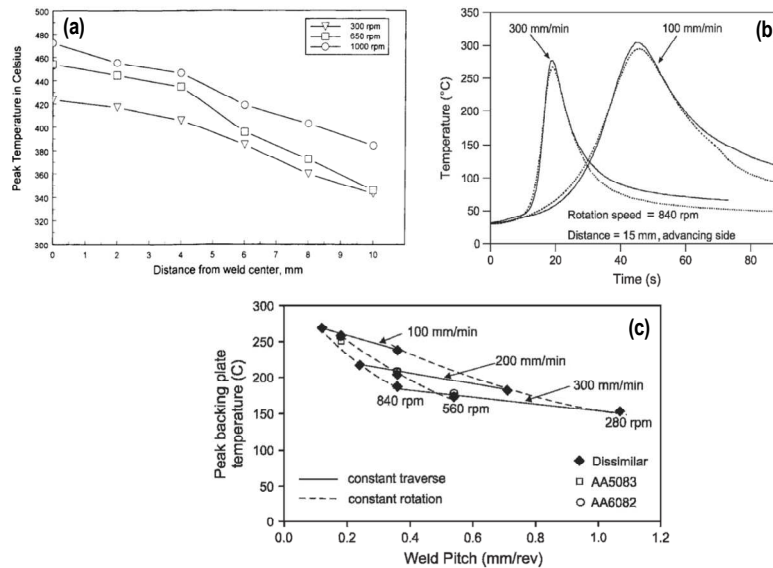 (a)
500
480
460
440
420
400
380
360
340
320
300
Peak Temperature in Celsius
300 rpm
650 rpm
1000 rpm
0 1 2 3 4 5 6 7 8 9 10
Distance from weld center, mm
(b)
350
300
250
200
150
100
50
0
Temperature (°C)
300 mm/min
100 mm/min
Rotation speed = 840 rpm
Distance = 15 mm, advancing side
0 20 40 60 80
Time (s)
(c)
300
250
200
150
100
50
0
Peak backing plate
temperature (C)
100 mm/min
200 mm/min
300 mm/min
840 rpm
560 rpm
280 rpm
constant traverse
constant rotation
Dissimilar
AA5083
AA6082
0.0 0.2 0.4 0.6 0.8 1.0 1.2
Weld Pitch (mm/rev)